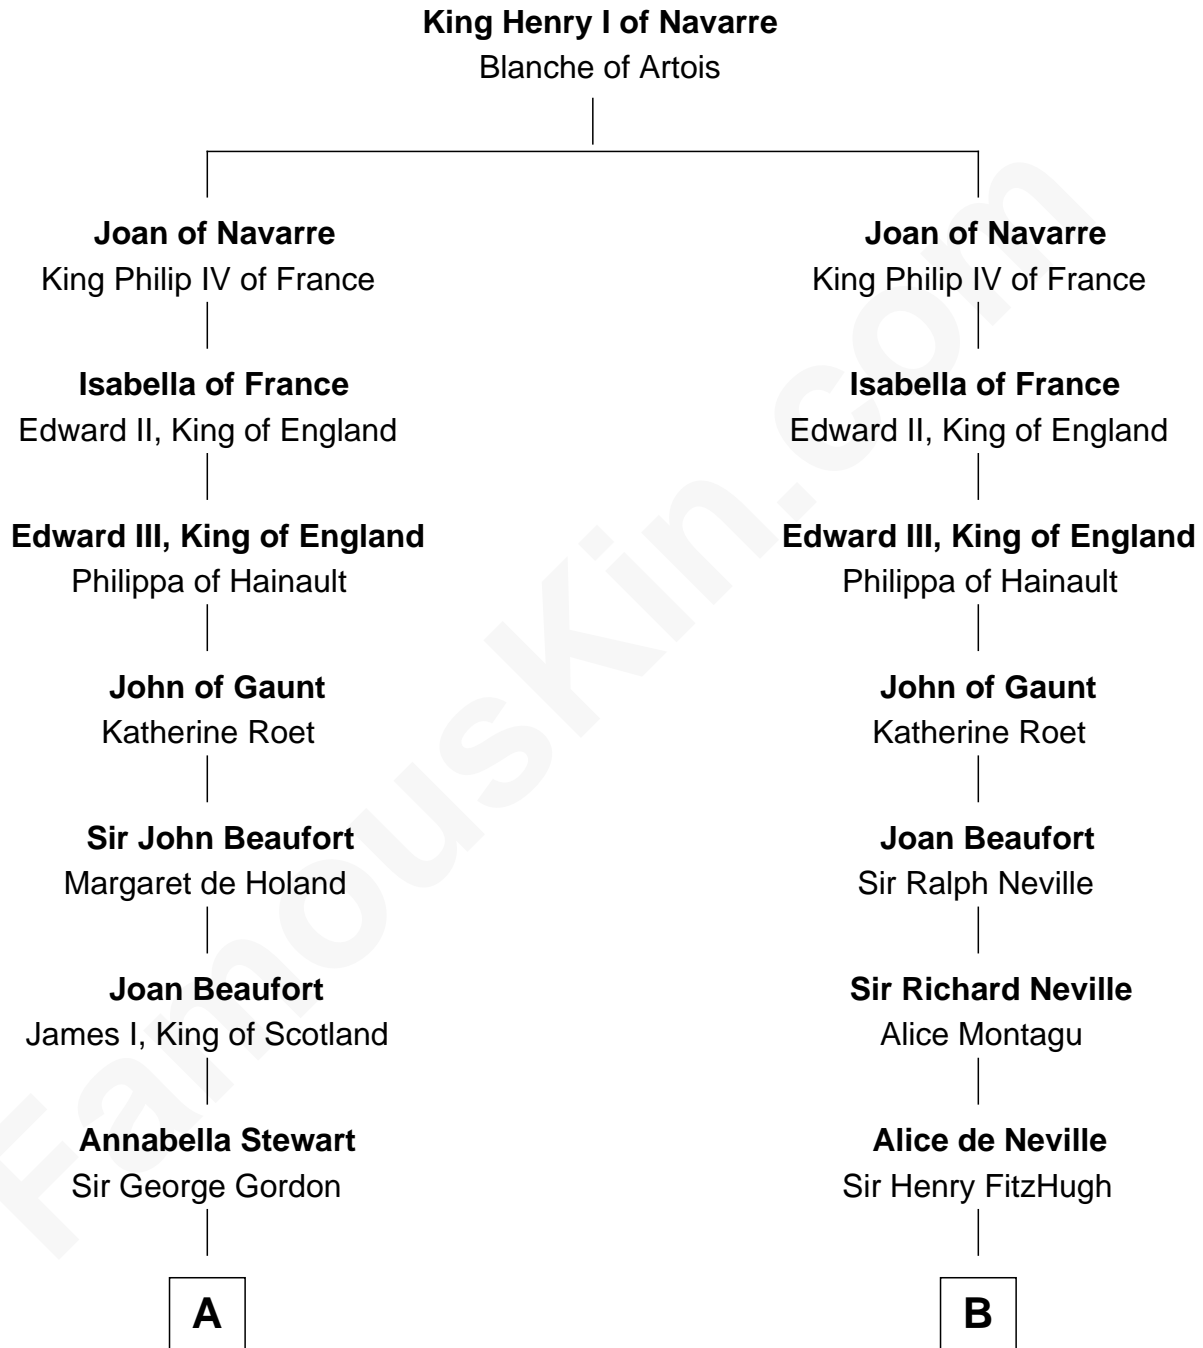 King Henry I of Navarre
Blanche of Artois
Joan of Navarre
King Philip IV of France
Isabella of France
Edward II, King of England
Edward III, King of England
Philippa of Hainault
John of Gaunt
Katherine Roet
Sir John Beaufort
Margaret de Holand
Joan Beaufort
James I, King of Scotland
Annabella Stewart
Sir George Gordon
A
Joan of Navarre
King Philip IV of France
Isabella of France
Edward II, King of England
Edward III, King of England
Philippa of Hainault
John of Gaunt
Katherine Roet
Joan Beaufort
Sir Ralph Neville
Sir Richard Neville
Alice Montagu
Alice de Neville
Sir Henry FitzHugh
B
FamousKin.com